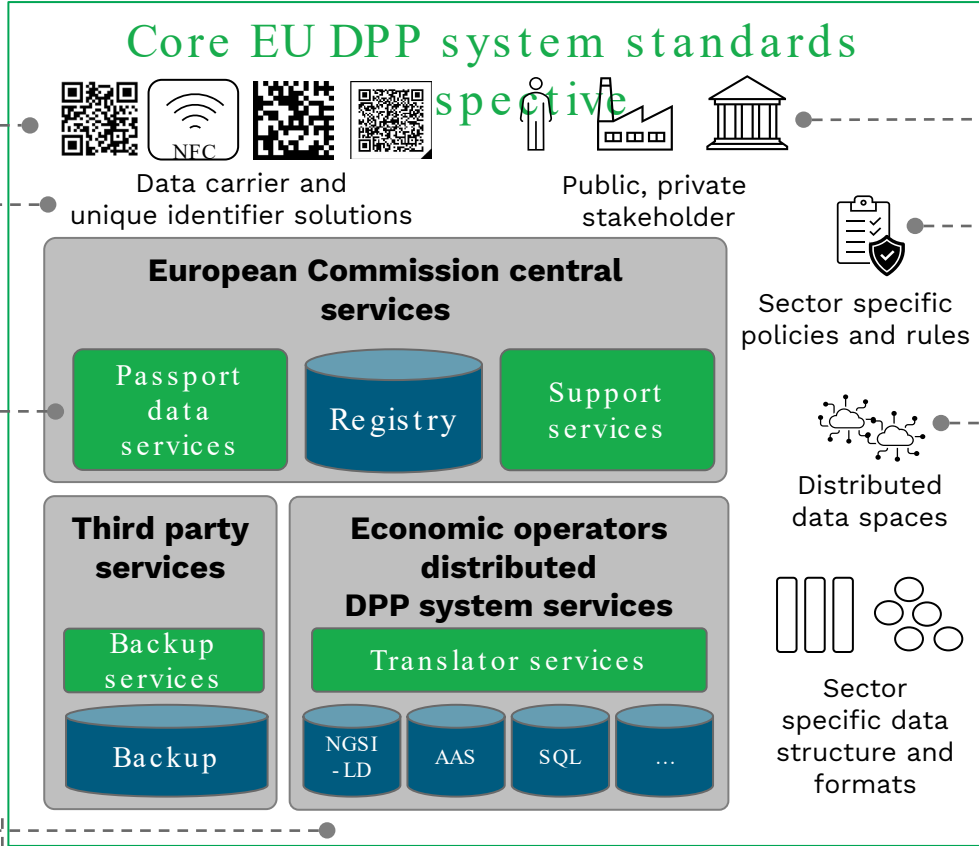 Core EU DPP system standards
spective
NFC
Data carrier and
unique identifier solutions
Public, private
stakeholder
European Commission central
services
Passport
data
services
Registry
Support
services
Sector specific
policies and rules
Distributed
data spaces
Third party
services
Backup
services
Backup
Economic operators
distributed
DPP system services
Translator services
NGSI
-LD
AAS
SQL
...
Sector
specific data
structure and
formats